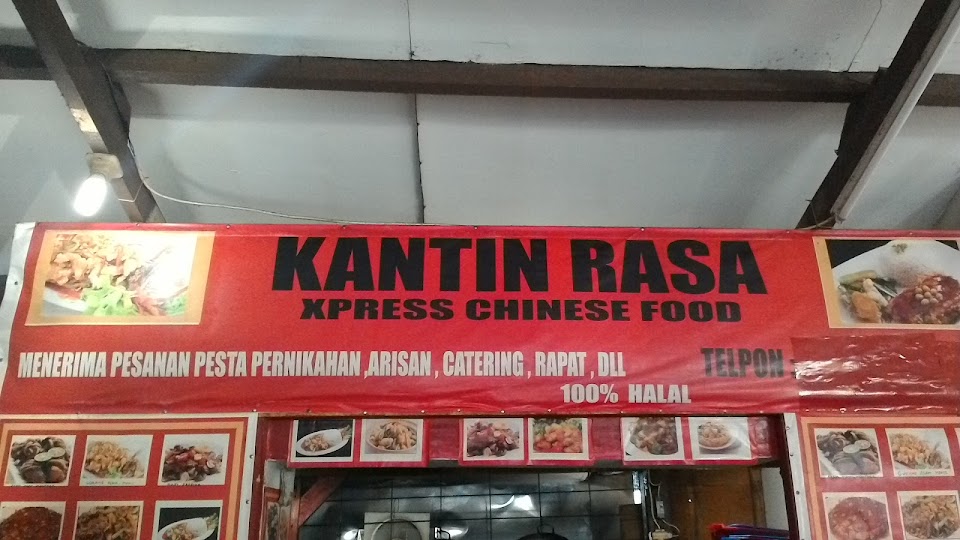 KANTIN RASA
XPRESS CHINESE FOOD
MENERIMA PESANAN PESTA PERNIKAHAN ,ARISAN , CATERING , RAPAT , DLL
TELPON :
100% HALAL